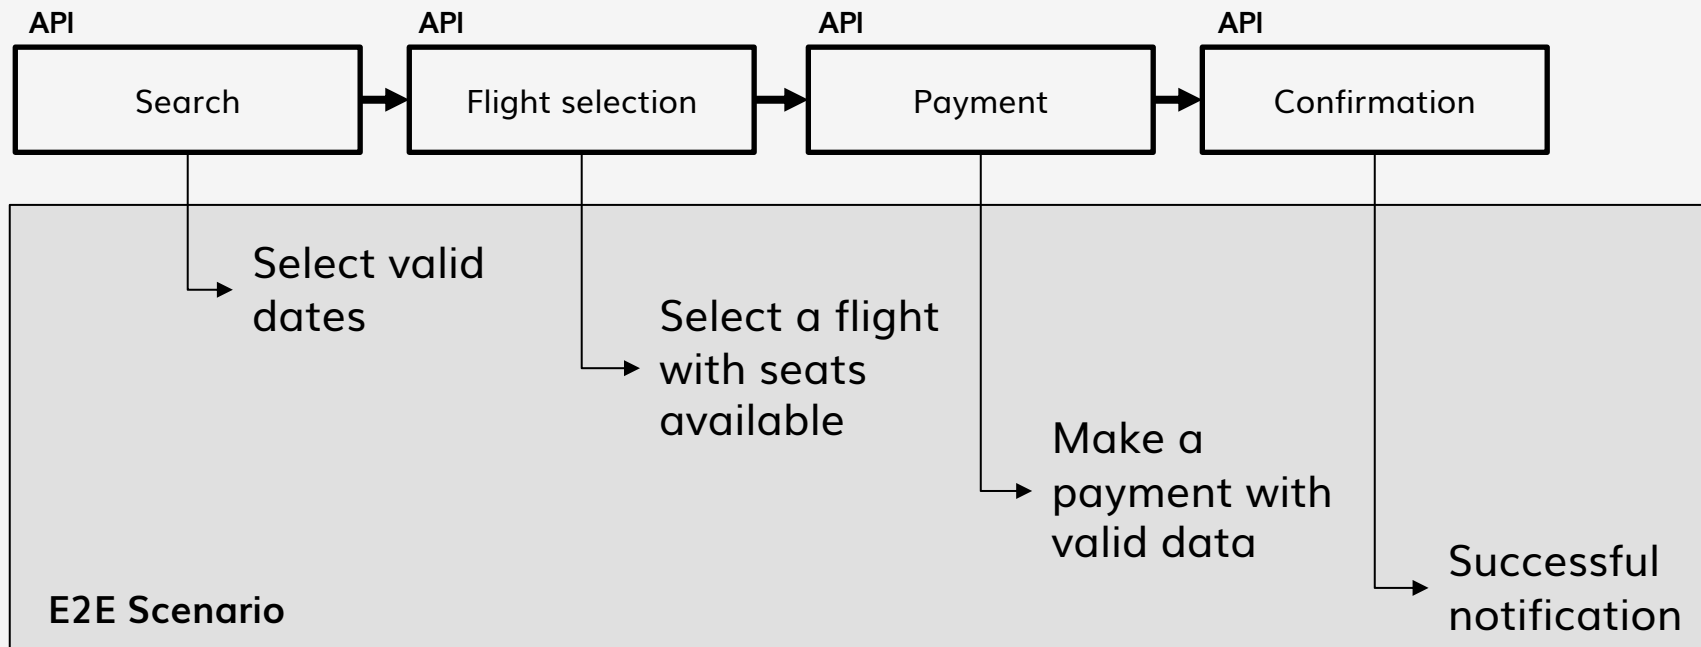 API
API
API
API
Search
Flight selection
Payment
Confirmation
Select valid
dates
Select a flight
with seats
available
Make a
payment with
valid data
Successful
notification
E2E Scenario